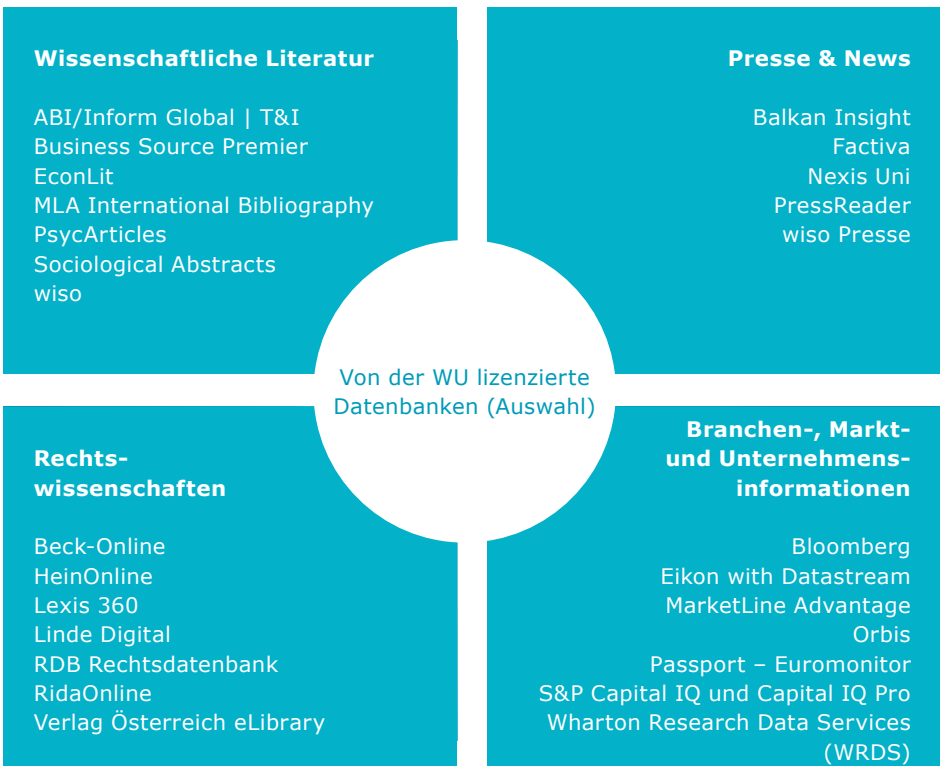 Wissenschaftliche Literatur
ABI/Inform Global | T&I
Business Source Premier
EconLit
MLA International Bibliography
PsycArticles
Sociological Abstracts
wiso
Presse & News
Balkan Insight
Factiva
Nexis Uni
PressReader
wiso Presse
Von der WU lizenzierte
Datenbanken (Auswahl)
Rechts-
wissenschaften
Beck-Online
HeinOnline
Lexis 360
Linde Digital
RDB Rechtsdatenbank
RidaOnline
Verlag Österreich eLibrary
Branchen-, Markt-
und Unternehmens-
informationen
Bloomberg
Eikon with Datastream
MarketLine Advantage
Orbis
Passport – Euromonitor
S&P Capital IQ und Capital IQ Pro
Wharton Research Data Services
(WRDS)